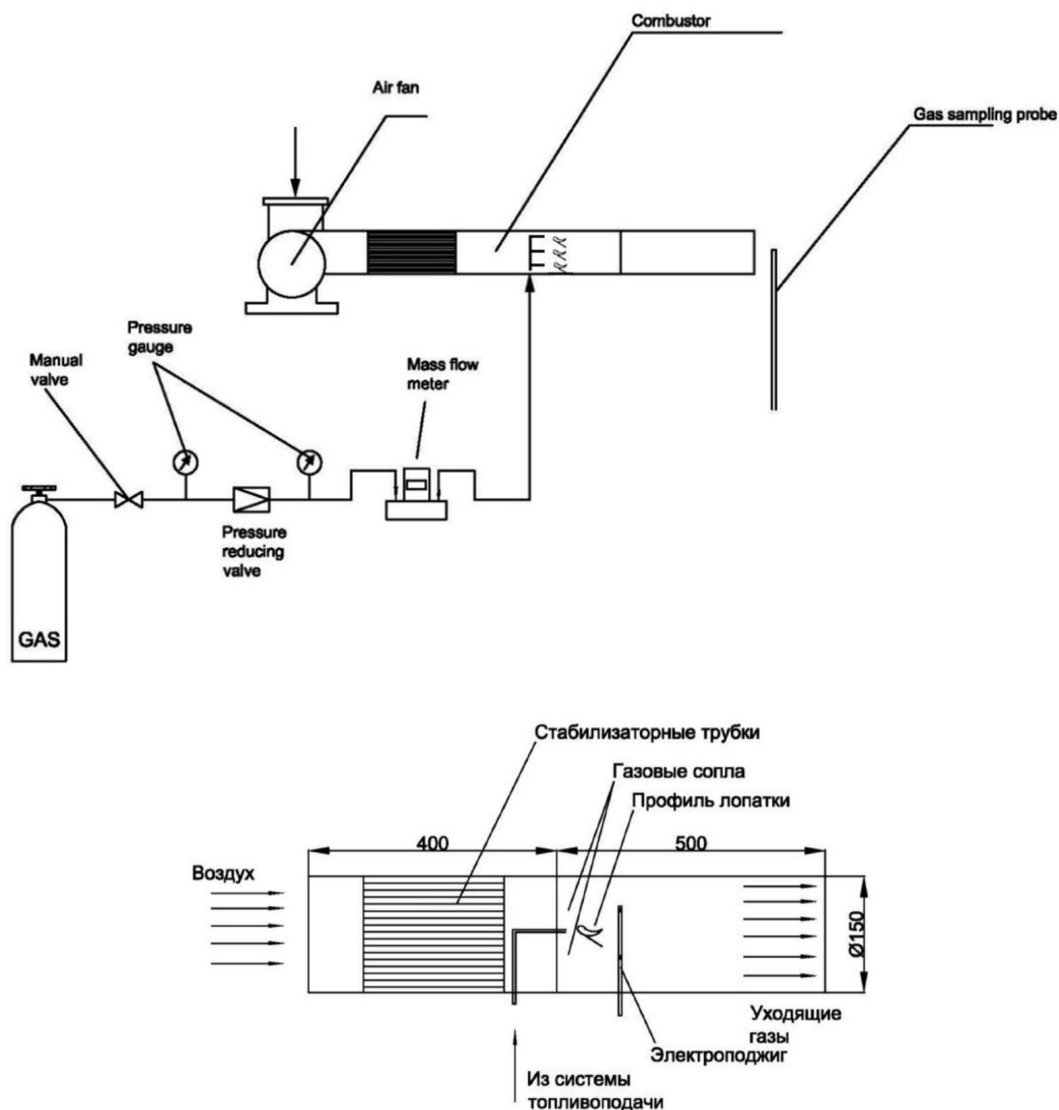 Combustor
Air fan
Gas sampling probe
Pressure
gauge
Manual
valve
Mass flow
meter
Pressure
reducing
valve
GAS
Стабилизаторные трубки
Газовые сопла
Профиль лопатки
400
500
Воздух
Ø150
Уходящие
газы
Электроподжиг
Из системы
топливоподачи